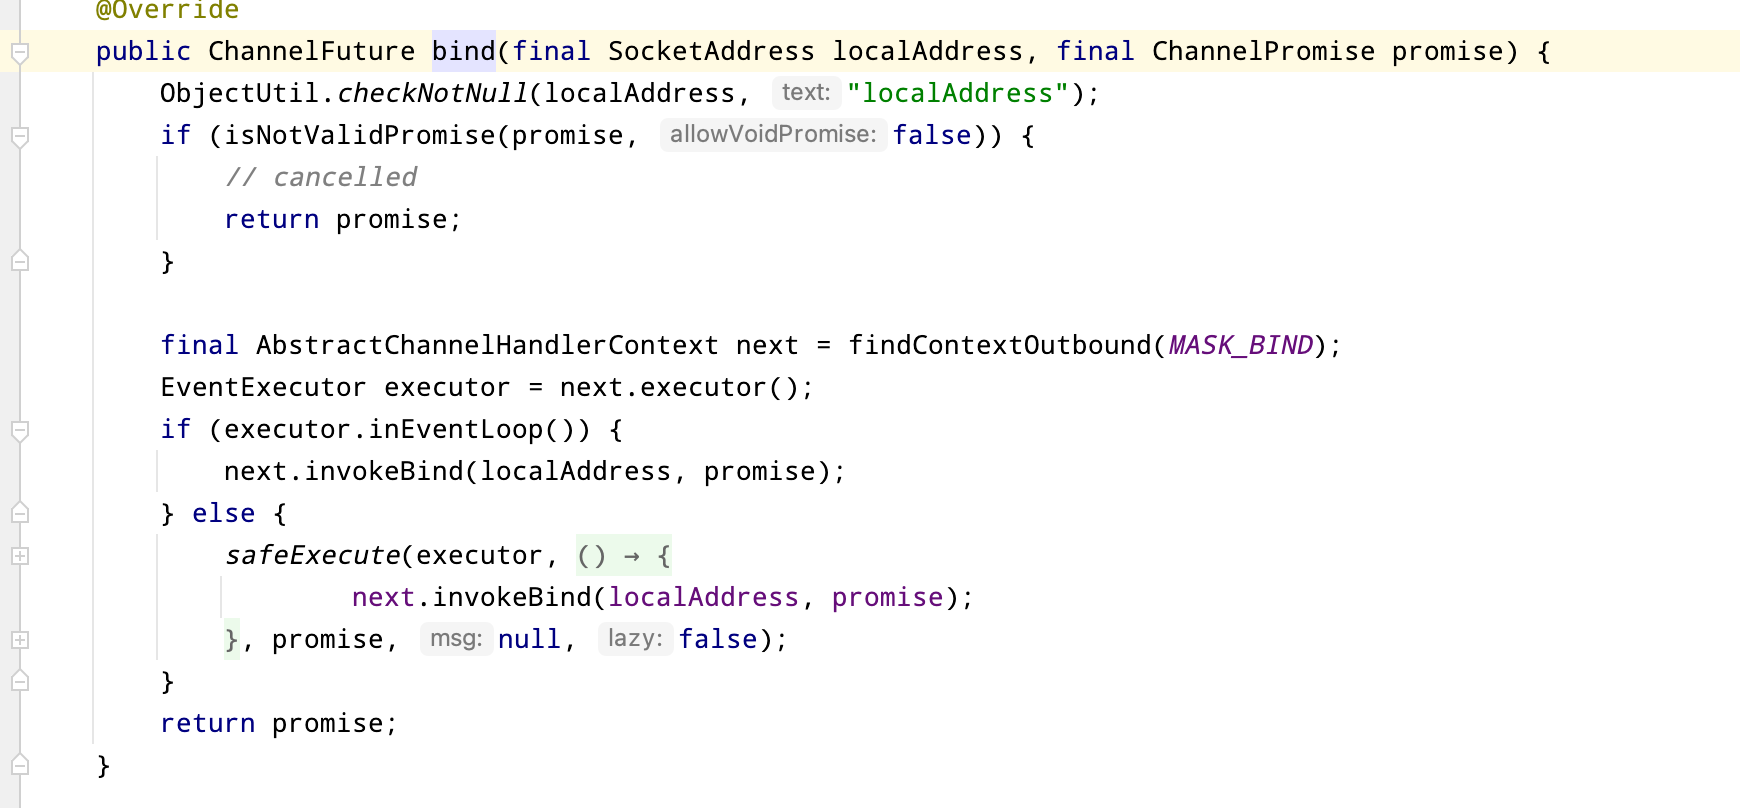 @Override
public ChannelFuture bind(final SocketAddress localAddress, final ChannelPromise promise) {
ObjectUtil.checkNotNull(localAddress, text: "localAddress");
if (isNotValidPromise(promise, allowVoidPromise: false)) {
// cancelled
return promise;
}
final AbstractChannelHandlerContext next = findContextOutbound(MASK_BIND);
EventExecutor executor = next.executor();
if (executor.inEventLoop()) {
next.invokeBind(localAddress, promise);
} else {
safeExecute(executor, () → {
next.invokeBind(localAddress, promise);
}, promise, msg: null, lazy: false);
}
return promise;
}